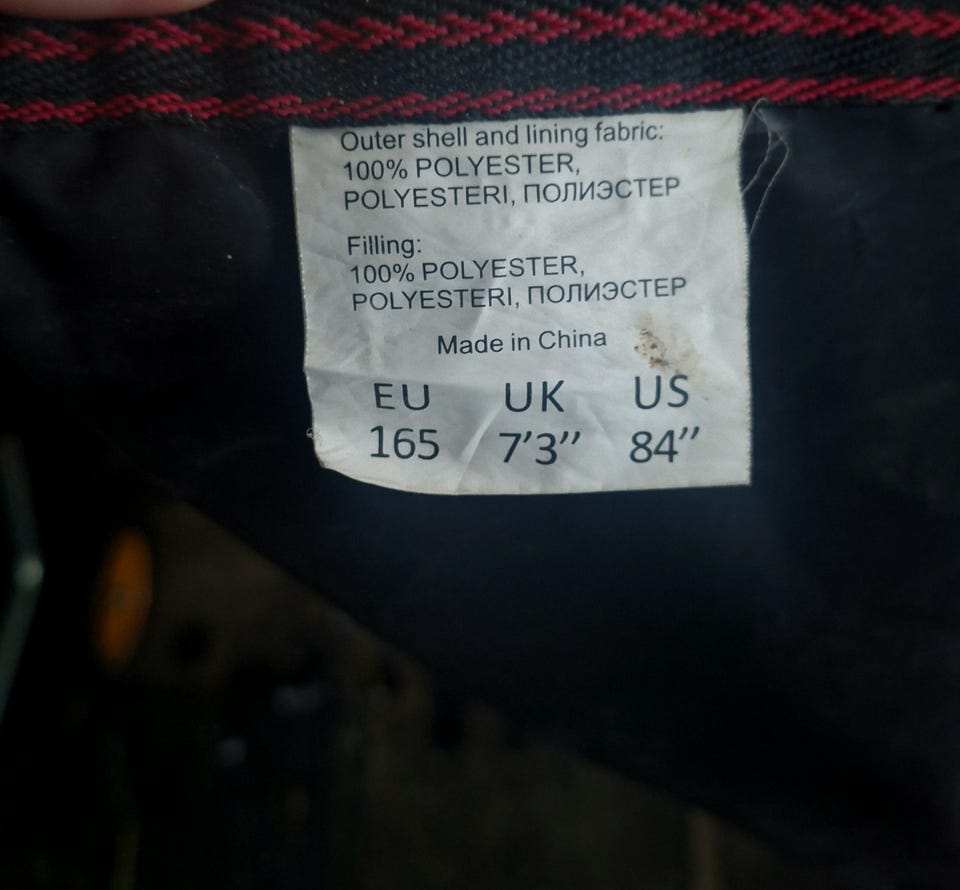 Outer shell and lining fabric:
100% POLYESTER,
POLYESTERI, ПОЛИЭСТЕР
Filling:
100% POLYESTER,
POLYESTERI, ПОЛИЭСТЕР
Made in China
EU UK US
165 7'3" 84"